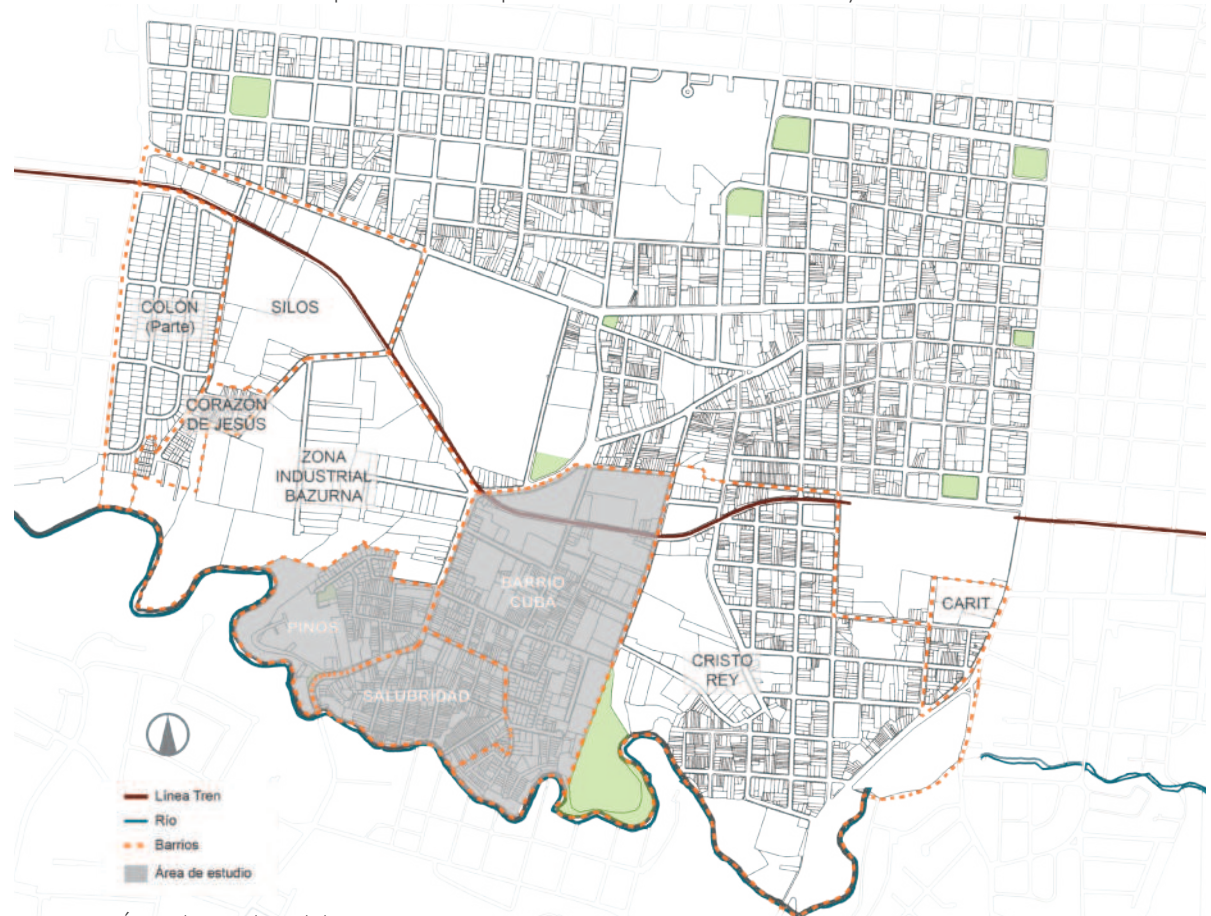 COLÓN
(Parte)
SILOS
CORAZÓN
DE JESÚS
ZONA
INDUSTRIAL
BAZURNA
BARRIO
CUBA
PINOS
SALUBRIDAD
CRISTO
REY
CARIT
Línea Tren
Río
Barrios
Área de estudio